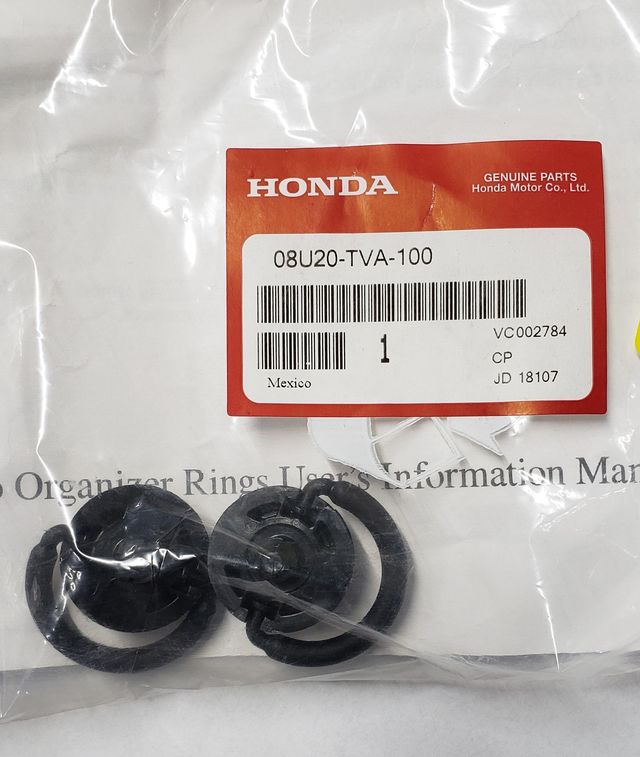 HONDA
GENUINE PARTS
Honda Motor Co., Ltd.
08U20-TVA-100
1
VC002784
CP
Mexico
JD 18107
Organizer Rings User's Information